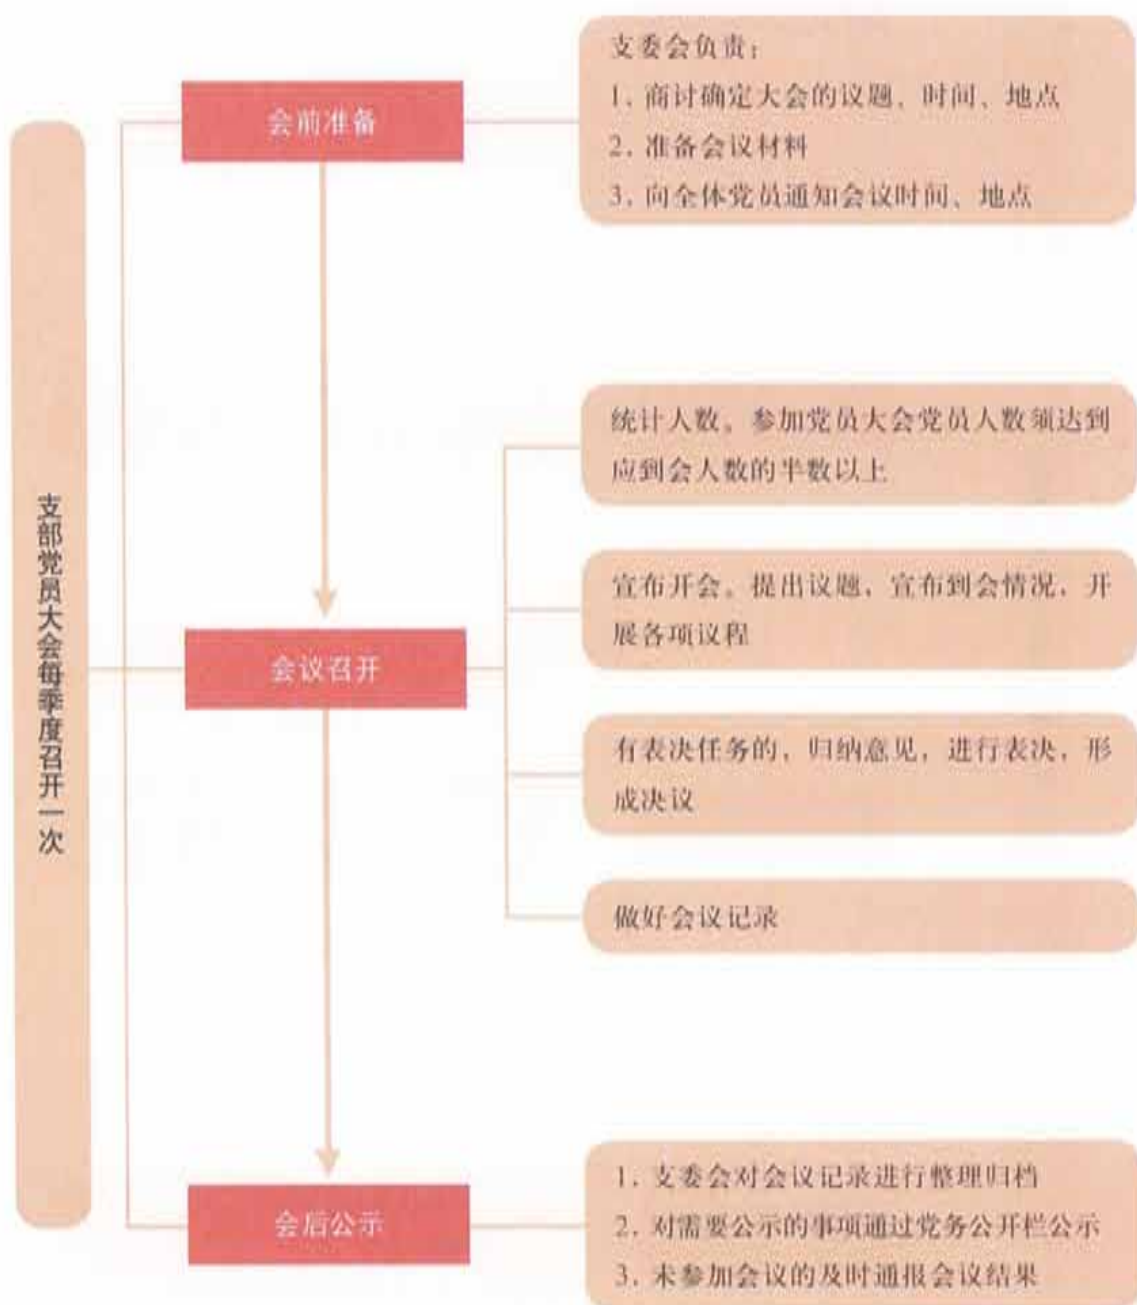 支部党员大会每季度召开一次
会前准备
支委会负责：
1. 商讨确定大会的议题、时间、地点
2. 准备会议材料
3. 向全体党员通知会议时间、地点
会议召开
统计人数。参加党员大会党员人数须达到
应到会人数的半数以上
宣布开会。提出议题，宣布到会情况，开
展各项议程
有表决任务的，归纳意见，进行表决，形
成决议
做好会议记录
会后公示
1. 支委会对会议记录进行整理归档
2. 对需要公示的事项通过党务公开栏公示
3. 未参加会议的及时通报会议结果